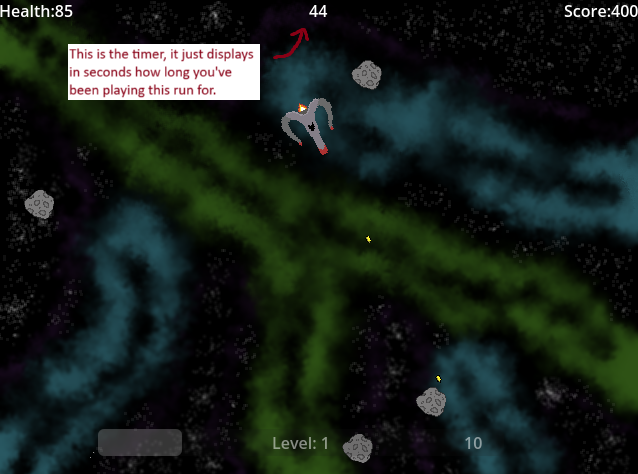 Health:85
44
Score:400
This is the timer, it just displays
in seconds how long you've
been playing this run for.
Level: 1
10